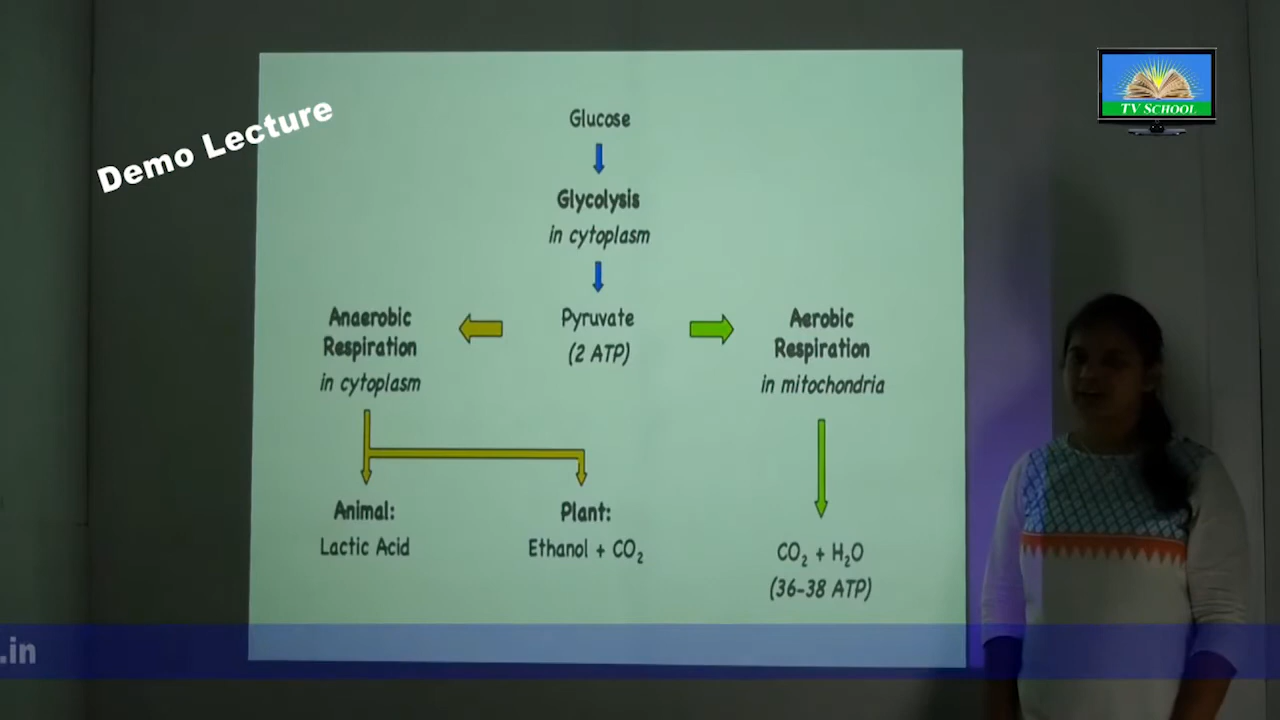 Demo Lecture
TV SCHOOL
Glucose
Glycolysis
in cytoplasm
Anaerobic
Respiration
in cytoplasm
Pyruvate
(2 ATP)
Aerobic
Respiration
in mitochondria
Animal:
Lactic Acid
Plant:
Ethanol + CO₂
CO₂ + H₂O
(36-38 ATP)
.in